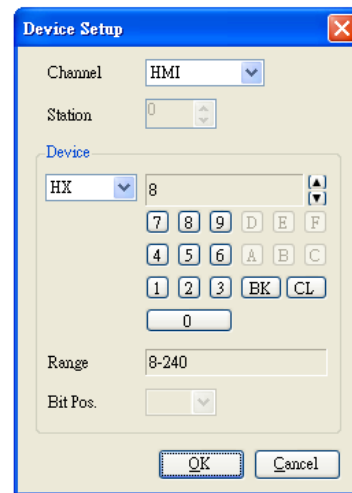 Device Setup
Channel HMI
Station 0
Device
HX 8
7 8 9 D E F
4 5 6 A B C
1 2 3 BK CL
0
Range 8-240
Bit Pos.
OK Cancel